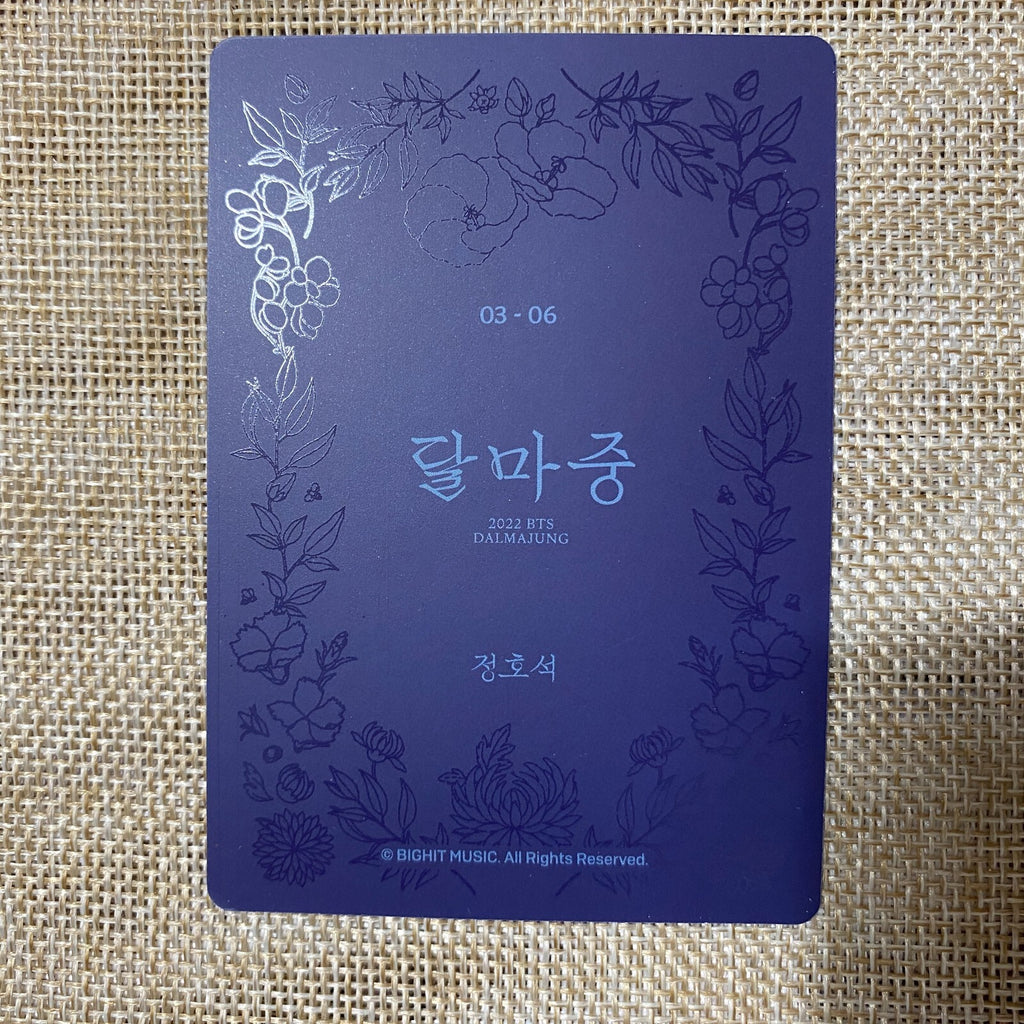 03 - 06
달마중
2022 BTS
DALMAJUNG
정호석
© BIGHIT MUSIC. All Rights Reserved.